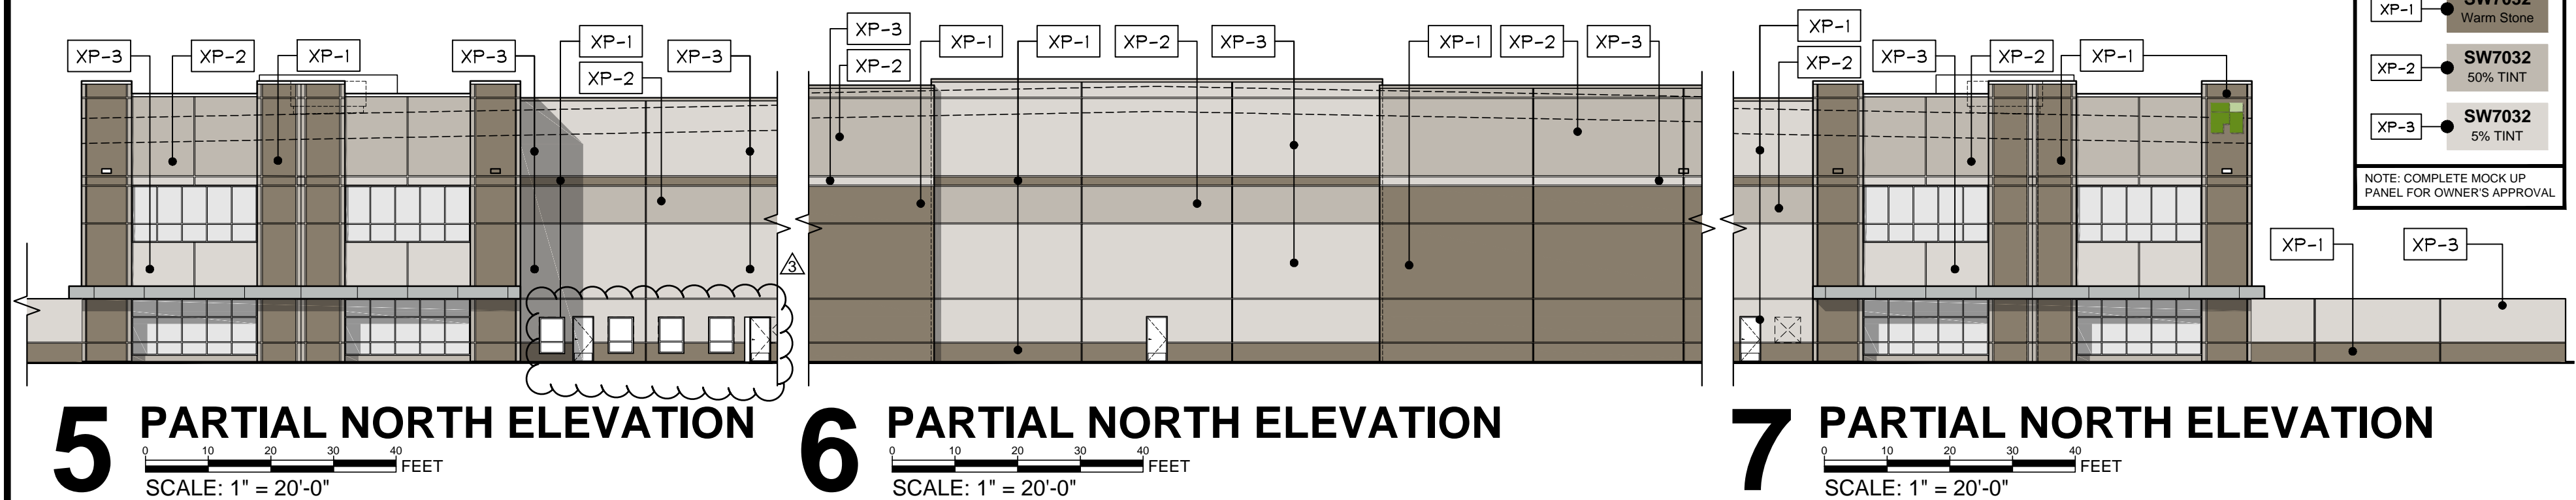 XP-3
XP-2
XP-1
XP-3
XP-1
XP-2
XP-3
3
5 PARTIAL NORTH ELEVATION
0 10 20 30 40
FEET
SCALE: 1" = 20'-0"
XP-3
XP-2
XP-1
XP-1
XP-2
XP-3
XP-1
XP-2
XP-3
6 PARTIAL NORTH ELEVATION
0 10 20 30 40
FEET
SCALE: 1" = 20'-0"
XP-1
XP-2
XP-3
XP-2
XP-1
XP-1
XP-3
7 PARTIAL NORTH ELEVATION
0 10 20 30 40
FEET
SCALE: 1" = 20'-0"
XP-1
SW7032
Warm Stone
XP-2
SW7032
50% TINT
XP-3
SW7032
5% TINT
NOTE: COMPLETE MOCK UP
PANEL FOR OWNER'S APPROVAL